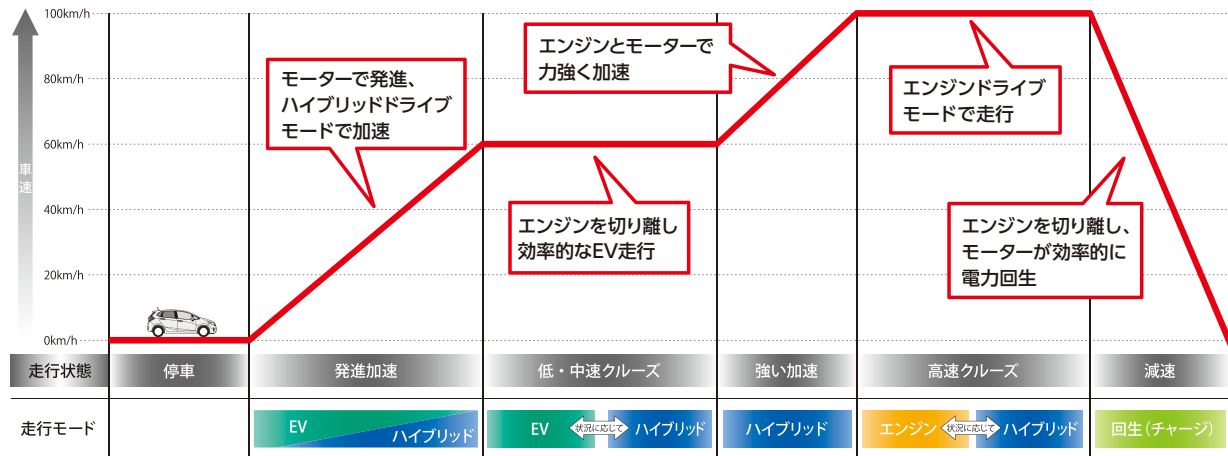 100km/h
80km/h
60km/h
40km/h
20km/h
0km/h
車速
モーターで発進、
ハイブリッドドライブ
モードで加速
エンジンを切り離し
効率的なEV走行
エンジンとモーターで
力強く加速
エンジンドライブ
モードで走行
エンジンを切り離し、
モーターが効率的に
電力回生
走行状態
停車
発進加速
低・中速クルーズ
強い加速
高速クルーズ
減速
走行モード
EV
ハイブリッド
EV
状況に応じて
ハイブリッド
ハイブリッド
エンジン
状況に応じて
ハイブリッド
回生（チャージ）